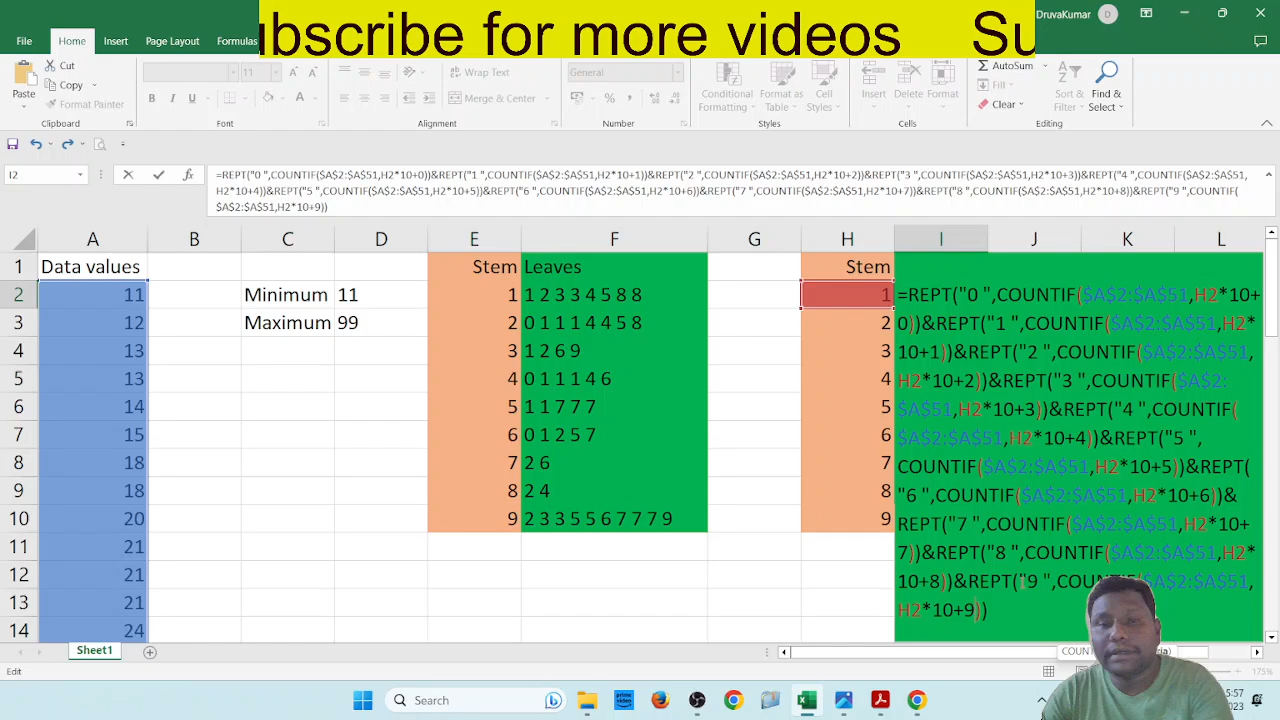 ubscribe for more videos Su
DruvaKumar D
File Home Insert Page Layout Formulas
Cut
Copy
Format Painter
Paste
Clipboard
11
B I U
Font
Wrap Text
Merge & Center
Alignment
General
Number
Conditional Formatting
Format as Table
Cell Styles
Styles
Insert Delete Format
Cells
AutoSum
Fill
Clear
Sort & Filter
Find & Select
Editing
I2
=REPT("0 ",COUNTIF($A$2:$A$51,H2*10+0))&REPT("1 ",COUNTIF($A$2:$A$51,H2*10+1))&REPT("2 ",COUNTIF($A$2:$A$51,H2*10+2))&REPT("3 ",COUNTIF($A$2:$A$51,H2*10+3))&REPT("4 ",COUNTIF($A$2:$A$51,
H2*10+4))&REPT("5 ",COUNTIF($A$2:$A$51,H2*10+5))&REPT("6 ",COUNTIF($A$2:$A$51,H2*10+6))&REPT("7 ",COUNTIF($A$2:$A$51,H2*10+7))&REPT("8 ",COUNTIF($A$2:$A$51,H2*10+8))&REPT("9 ",COUNTIF(
$A$2:$A$51,H2*10+9))
A B C D E F G H I J K L
1 Data values Stem Leaves Stem
2 11 Minimum 11 1 1 2 3 3 4 5 8 8 1 =REPT("0 ",COUNTIF($A$2:$A$51,H2*10+
3 12 Maximum 99 2 0 1 1 1 4 4 5 8 2 0))&REPT("1 ",COUNTIF($A$2:$A$51,H2*
4 13 3 1 2 6 9 3 10+1))&REPT("2 ",COUNTIF($A$2:$A$51,
5 13 4 0 1 1 1 4 6 4 H2*10+2))&REPT("3 ",COUNTIF($A$2:
6 14 5 1 1 7 7 7 5 $A$51,H2*10+3))&REPT("4 ",COUNTIF(
7 15 6 0 1 2 5 7 6 $A$2:$A$51,H2*10+4))&REPT("5 ",
8 18 7 2 6 7 COUNTIF($A$2:$A$51,H2*10+5))&REPT(
9 18 8 2 4 8 "6 ",COUNTIF($A$2:$A$51,H2*10+6))&
10 20 9 2 3 3 5 5 6 7 7 7 9 9 REPT("7 ",COUNTIF($A$2:$A$51,H2*10+
11 21 7))&REPT("8 ",COUNTIF($A$2:$A$51,H2*
12 21 10+8))&REPT("9 ",COUNTIF($A$2:$A$51,
13 21 H2*10+9))
14 24
Sheet1
Edit
175%
Search